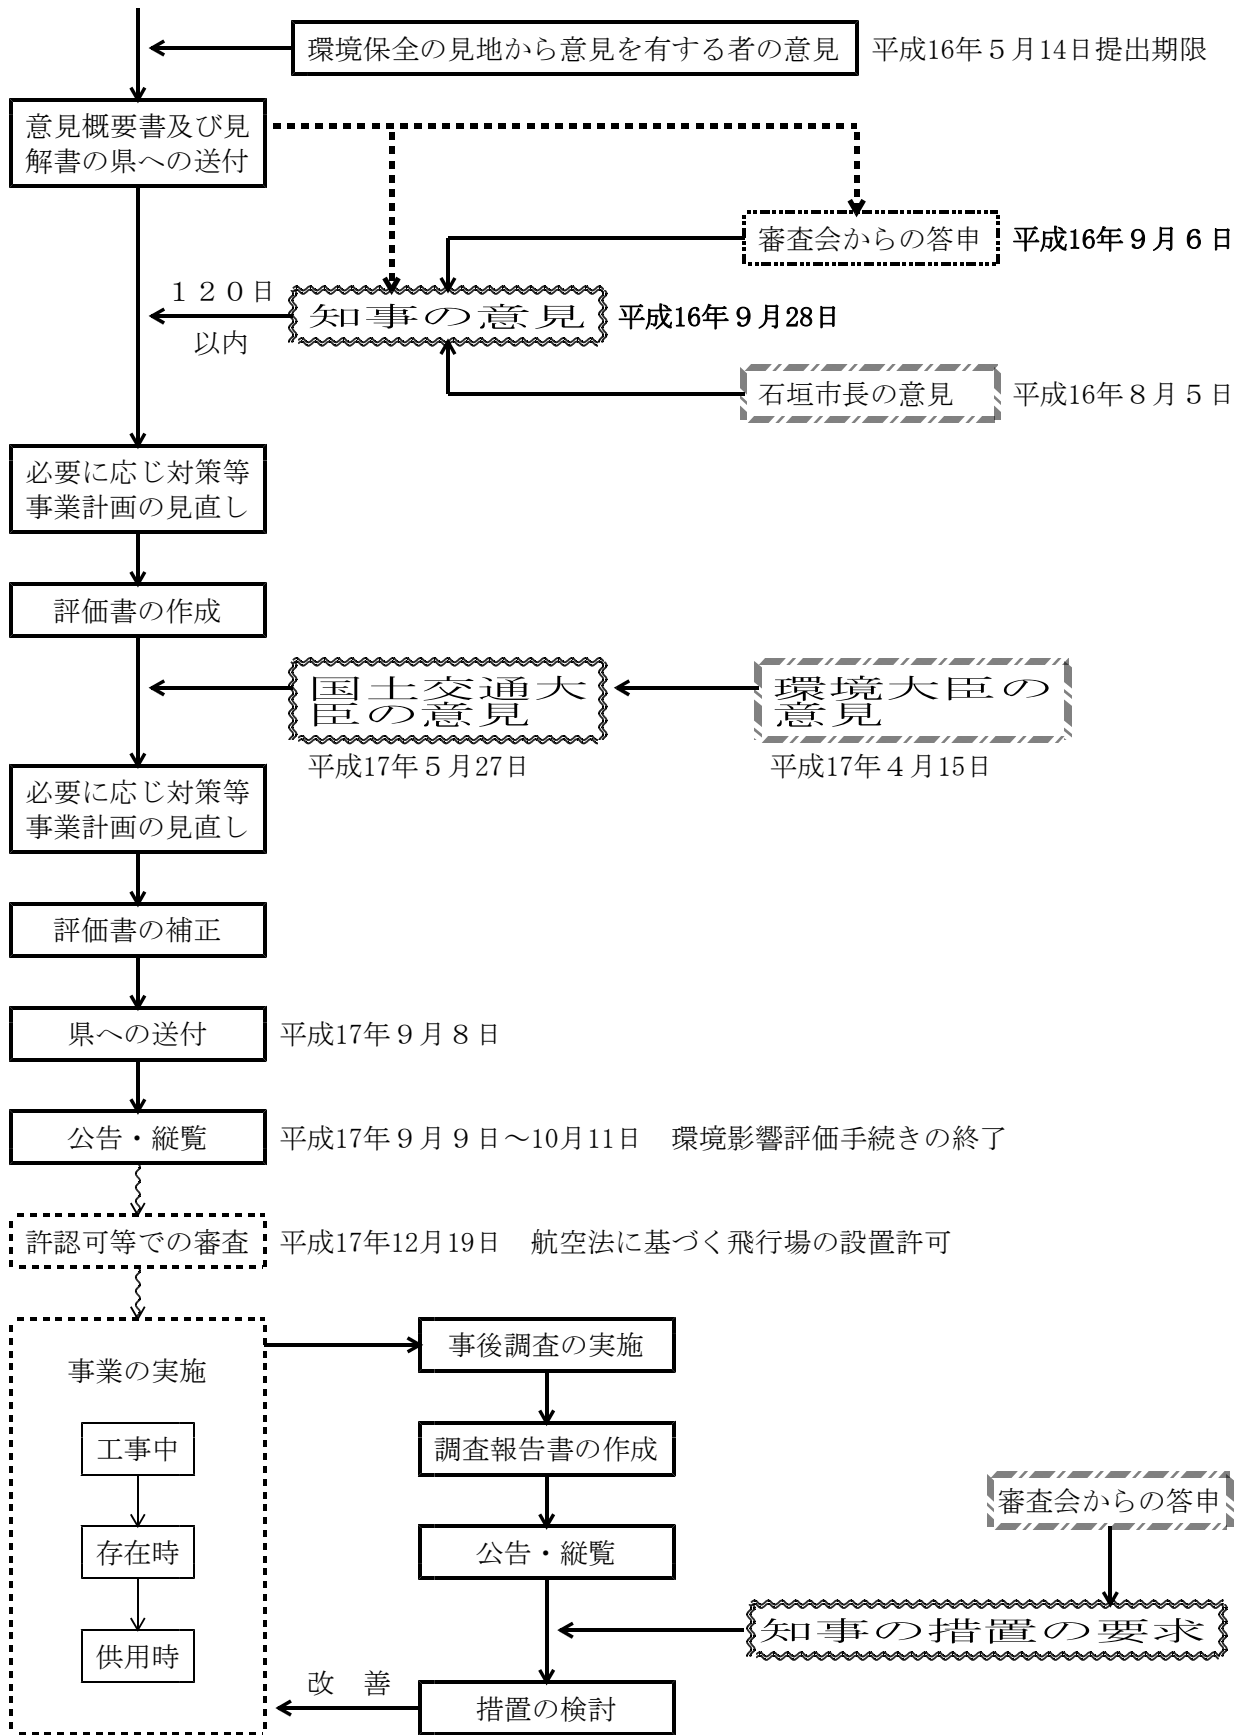 環境保全の見地から意見を有する者の意見 平成16年５月14日提出期限
意見概要書及び見
解書の県への送付
審査会からの答申 平成16年９月６日
１２０日
以内
知事の意見 平成16年９月28日
石垣市長の意見 平成16年８月５日
必要に応じ対策等
事業計画の見直し
評価書の作成
国土交通大
臣の意見
平成17年５月27日
環境大臣の
意見
平成17年４月15日
必要に応じ対策等
事業計画の見直し
評価書の補正
県への送付 平成17年９月８日
公告・縦覧 平成17年９月９日～10月11日 環境影響評価手続きの終了
許認可等での審査 平成17年12月19日 航空法に基づく飛行場の設置許可
事業の実施
工事中
存在時
供用時
事後調査の実施
調査報告書の作成
公告・縦覧
審査会からの答申
知事の措置の要求
改 善
措置の検討